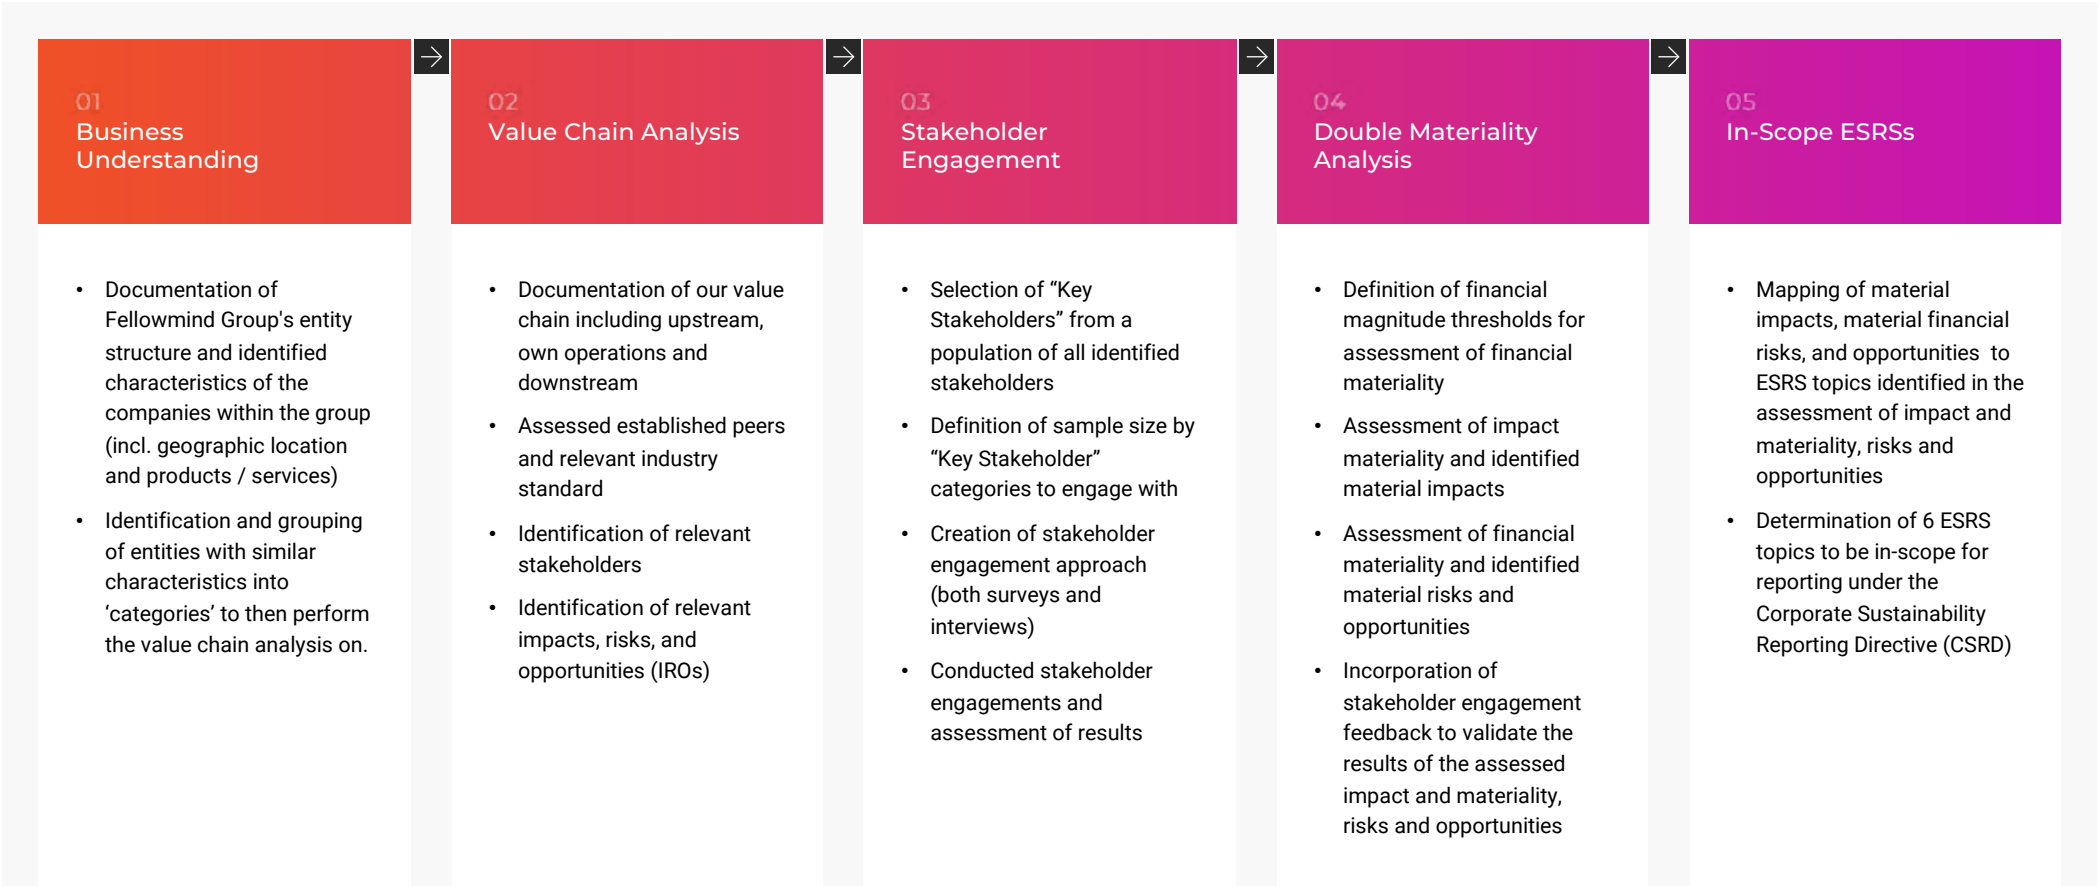 01
Business
Understanding
• Documentation of
Fellowmind Group's entity
structure and identified
characteristics of the
companies within the group
(incl. geographic location
and products / services)
• Identification and grouping
of entities with similar
characteristics into
‘categories’ to then perform
the value chain analysis on.
02
Value Chain Analysis
• Documentation of our value
chain including upstream,
own operations and
downstream
• Assessed established peers
and relevant industry
standard
• Identification of relevant
stakeholders
• Identification of relevant
impacts, risks, and
opportunities (IROs)
03
Stakeholder
Engagement
• Selection of “Key
Stakeholders” from a
population of all identified
stakeholders
• Definition of sample size by
“Key Stakeholder”
categories to engage with
• Creation of stakeholder
engagement approach
(both surveys and
interviews)
• Conducted stakeholder
engagements and
assessment of results
04
Double Materiality
Analysis
• Definition of financial
magnitude thresholds for
assessment of financial
materiality
• Assessment of impact
materiality and identified
material impacts
• Assessment of financial
materiality and identified
material risks and
opportunities
• Incorporation of
stakeholder engagement
feedback to validate the
results of the assessed
impact and materiality,
risks and opportunities
05
In-Scope ESRSs
• Mapping of material
impacts, material financial
risks, and opportunities  to
ESRS topics identified in the
assessment of impact and
materiality, risks and
opportunities
• Determination of 6 ESRS
topics to be in-scope for
reporting under the
Corporate Sustainability
Reporting Directive (CSRD)